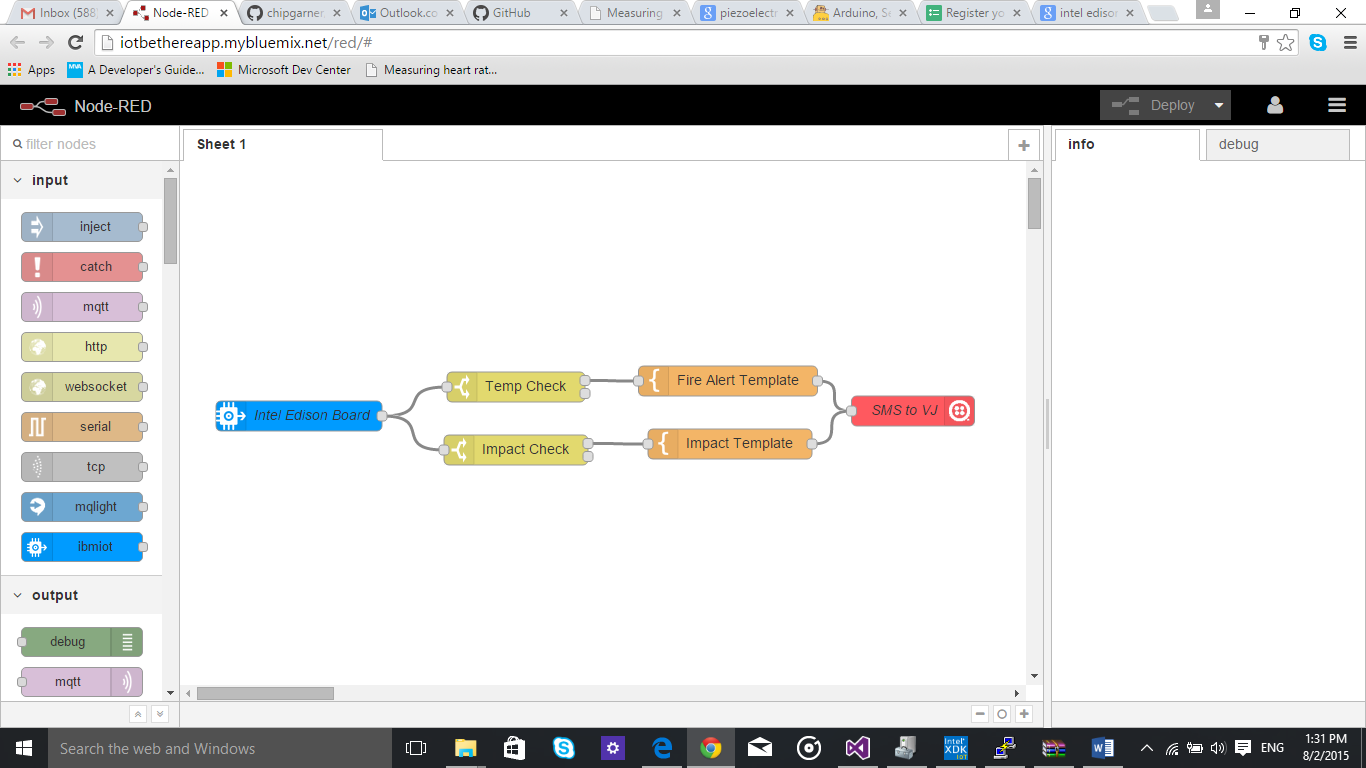 Inbox (588)
Node-RED
chipgarner
Outlook.co
GitHub
Measuring
piezoelectr
Arduino, Se
Register yo
intel edison
iotbethereapp.mybluemix.net/red/#
Apps
MVA
A Developer's Guide...
Microsoft Dev Center
Measuring heart rat...
Node-RED
Deploy
filter nodes
Sheet 1
info
debug
input
inject
catch
mqtt
http
websocket
serial
tcp
mqlight
ibmiot
output
debug
mqtt
Intel Edison Board
Temp Check
Impact Check
Fire Alert Template
Impact Template
SMS to VJ
Search the web and Windows
Intel XDK IoT
ENG
1:31 PM
8/2/2015